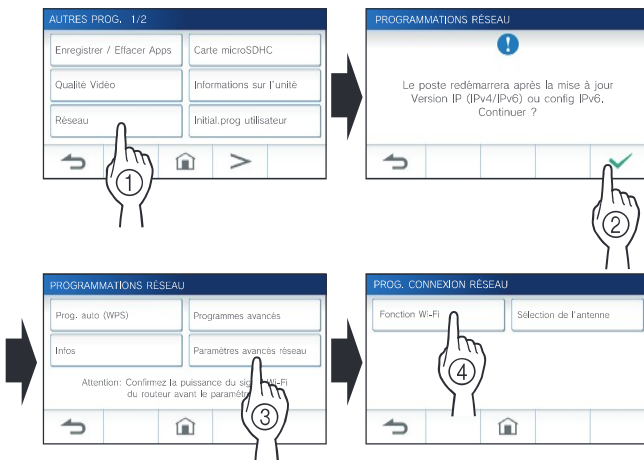 AUTRES PROG. 1/2
Enregistrer / Effacer Apps
Carte microSDHC
Qualité Vidéo
Informations sur l'unité
Réseau
Initial.prog utilisateur
1
PROGRAMMATIONS RÉSEAU
Le poste redémarrera après la mise à jour
Version IP (IPv4/IPv6) ou config IPv6.
Continuer ?
2
PROGRAMMATIONS RÉSEAU
Prog. auto (WPS)
Programmes avancés
Infos
Paramètres avancés réseau
Attention: Confirmez la puissance du Wi-Fi
du routeur avant le
3
PROG. CONNEXION RÉSEAU
Fonction Wi-Fi
Sélection de l'antenne
4